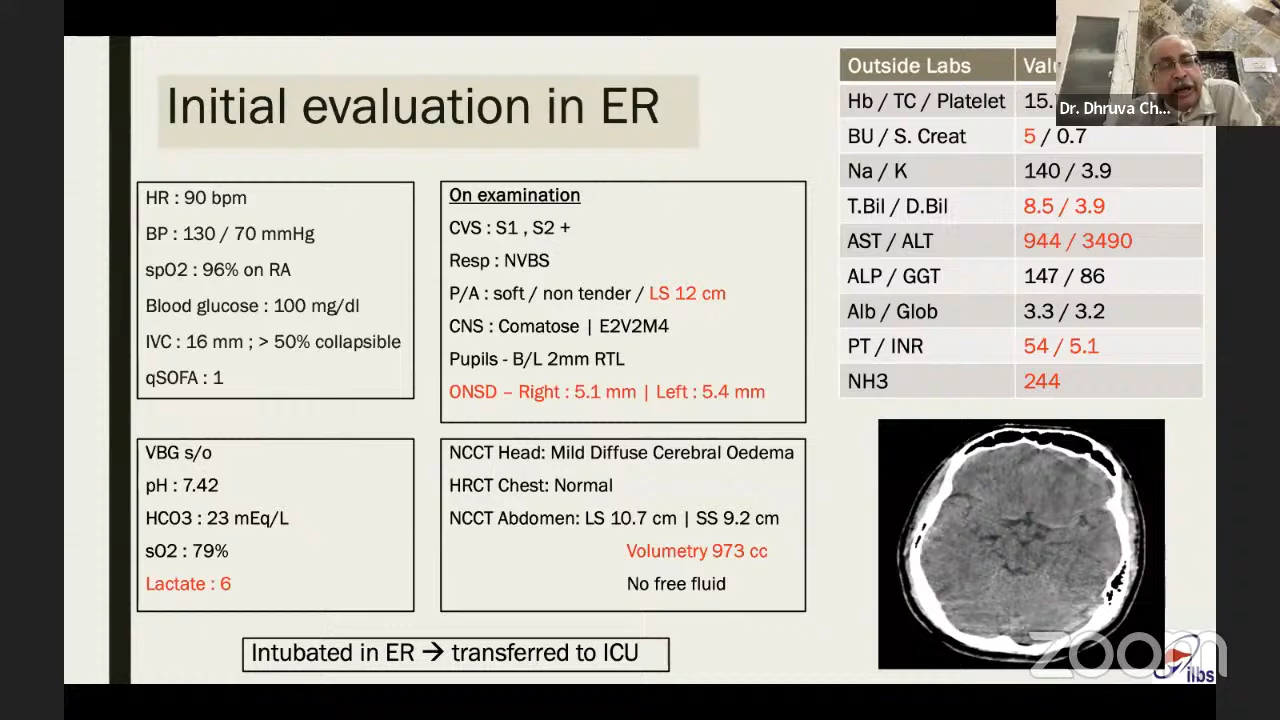 Initial evaluation in ER
HR : 90 bpm
BP : 130 / 70 mmHg
spO2 : 96% on RA
Blood glucose : 100 mg/dl
IVC : 16 mm ; > 50% collapsible
qSOFA : 1
On examination
CVS : S1 , S2 +
Resp : NVBS
P/A : soft / non tender / LS 12 cm
CNS : Comatose | E2V2M4
Pupils - B/L 2mm RTL
ONSD – Right : 5.1 mm | Left : 5.4 mm
VBG s/o
pH : 7.42
HCO3 : 23 mEq/L
sO2 : 79%
Lactate : 6
NCCT Head: Mild Diffuse Cerebral Oedema
HRCT Chest: Normal
NCCT Abdomen: LS 10.7 cm | SS 9.2 cm
Volumetry 973 cc
No free fluid
Intubated in ER → transferred to ICU
Outside Labs
Hb / TC / Platelet 15.
BU / S. Creat 5 / 0.7
Na / K 140 / 3.9
T.Bil / D.Bil 8.5 / 3.9
AST / ALT 944 / 3490
ALP / GGT 147 / 86
Alb / Glob 3.3 / 3.2
PT / INR 54 / 5.1
NH3 244
Dr. Dhruva Ch...
zoom
ilbs